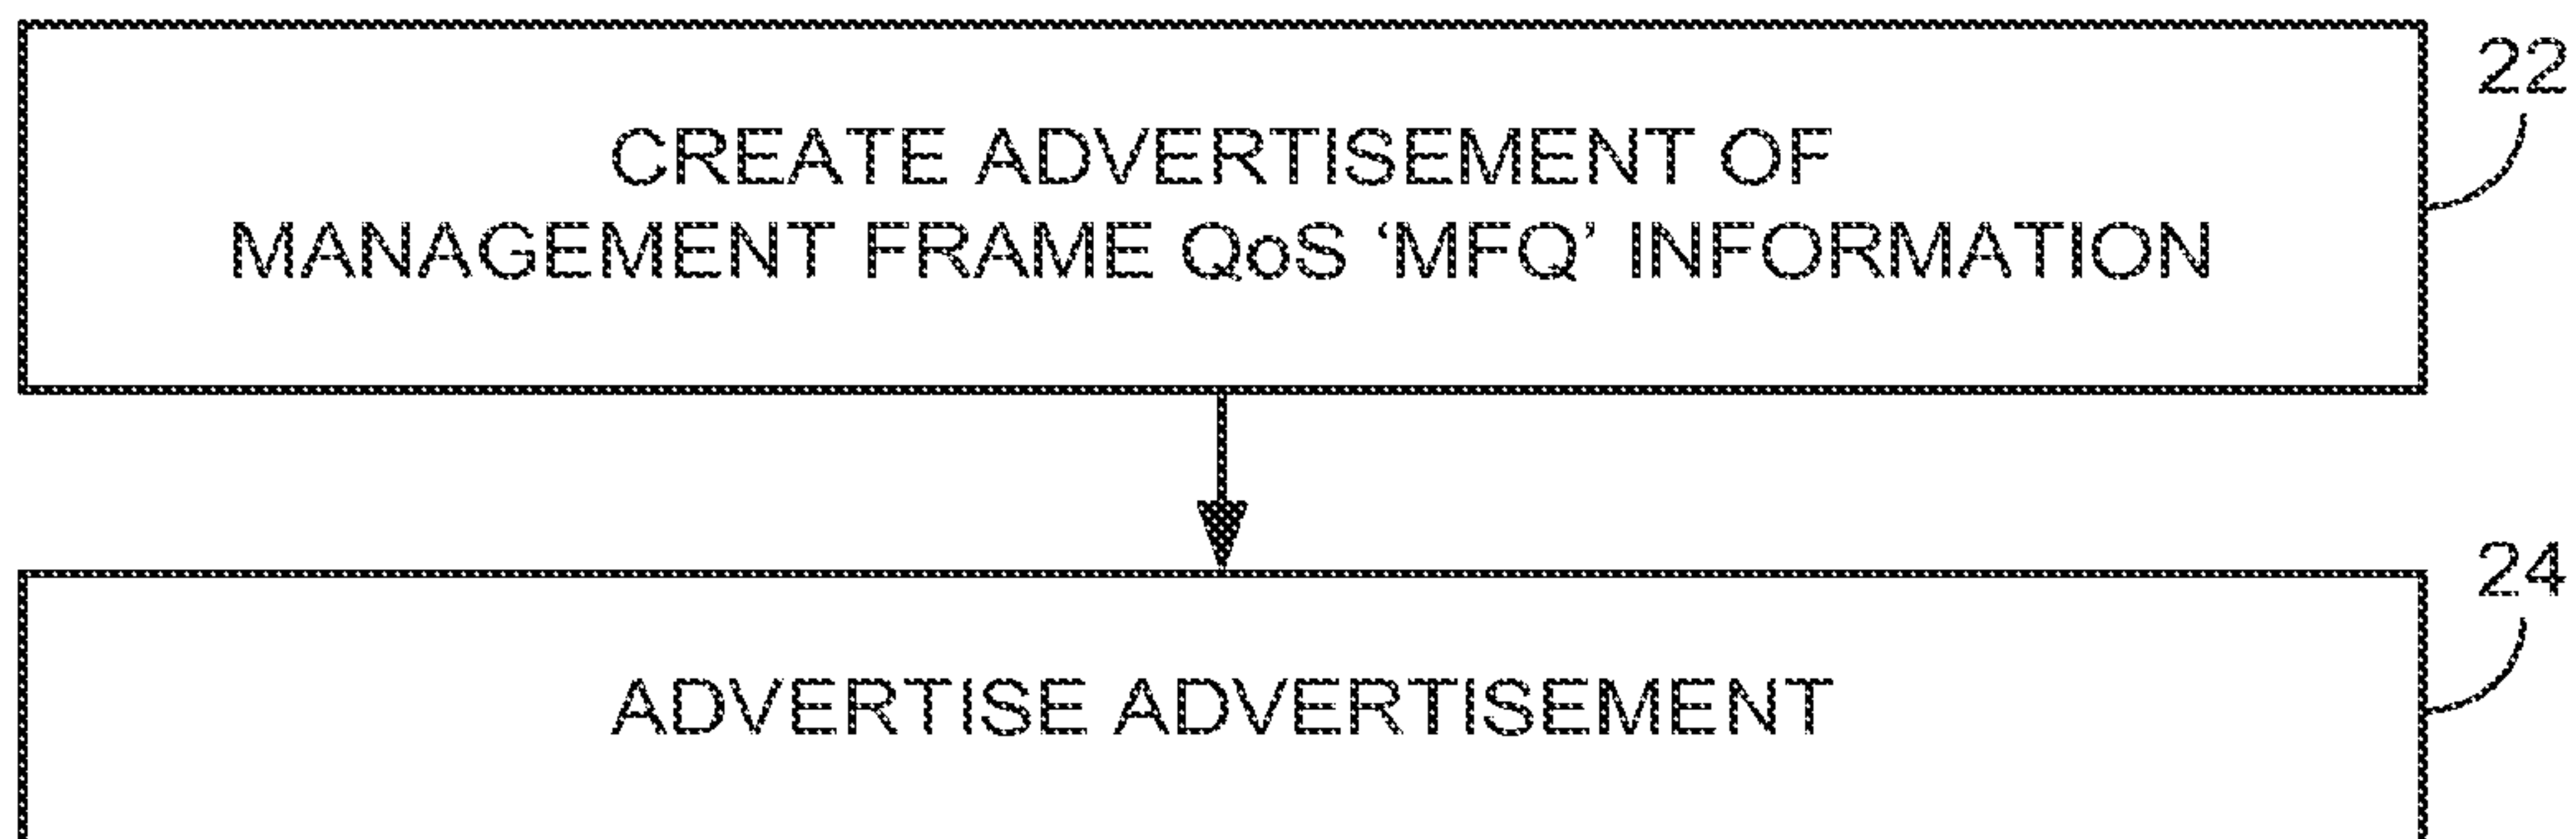 22
CREATE ADVERTISEMENT OF
MANAGEMENT FRAME QoS ‘MFQ’ INFORMATION
24
ADVERTISE ADVERTISEMENT